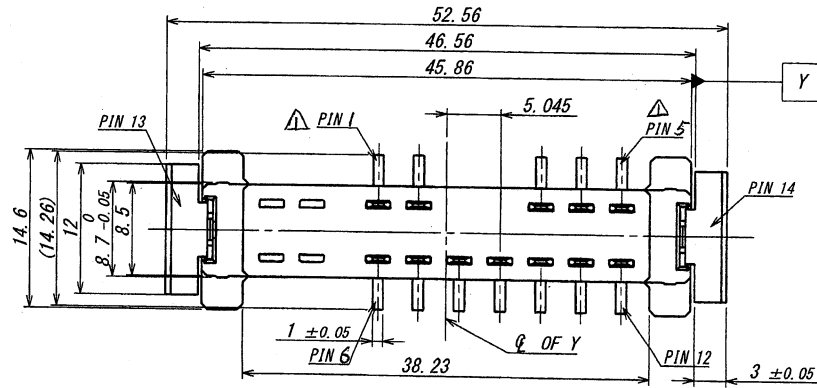 52.56
46.56
45.86
Y
5.045
PIN 13
1 PIN 1
1
PIN 5
PIN 14
14.6
(14.26)
12
8.7 0 -0.05
8.5
1 ±0.05
PIN 6
38.23
℄ OF Y
PIN 12
3 ±0.05